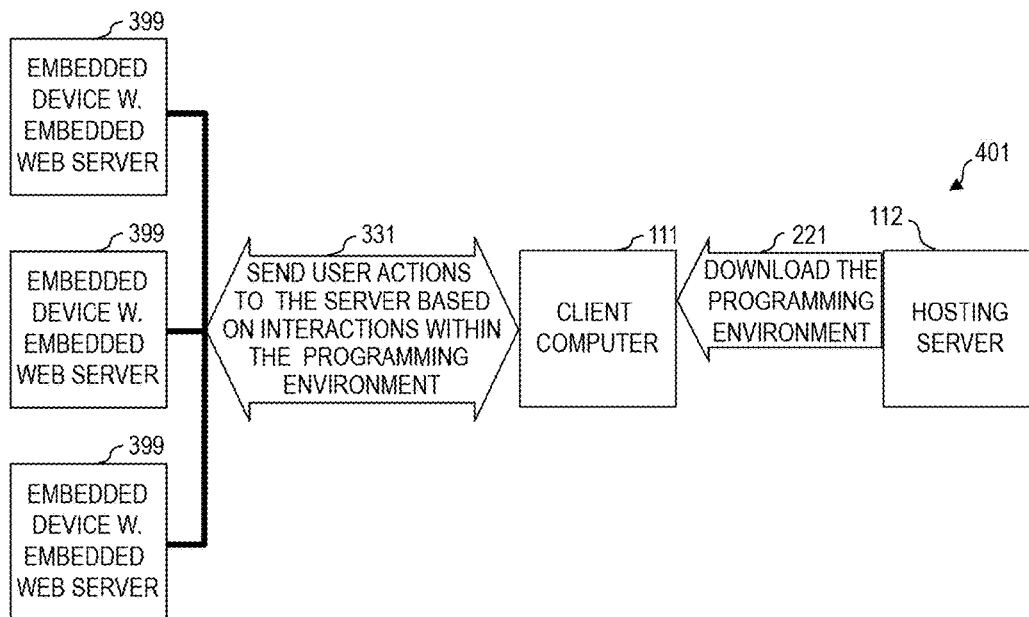 399
EMBEDDED
DEVICE W.
EMBEDDED
WEB SERVER
399
EMBEDDED
DEVICE W.
EMBEDDED
WEB SERVER
399
EMBEDDED
DEVICE W.
EMBEDDED
WEB SERVER
331
SEND USER ACTIONS
TO THE SERVER BASED
ON INTERACTIONS WITHIN
THE PROGRAMMING
ENVIRONMENT
111
CLIENT
COMPUTER
221
DOWNLOAD THE
PROGRAMMING
ENVIRONMENT
112
HOSTING
SERVER
401